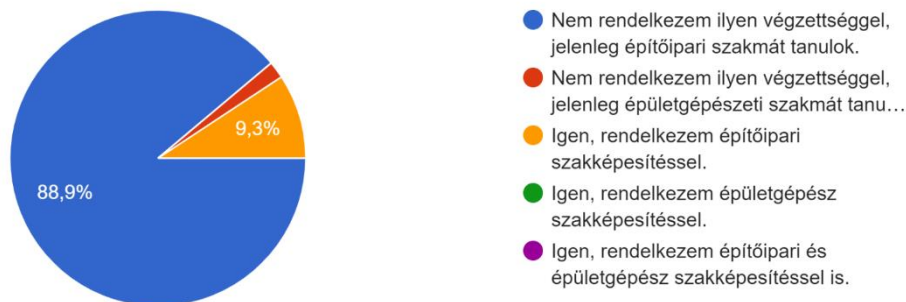 Nem rendelkezem ilyen végzettséggel,
jelenleg építőipari szakmát tanulok.
Nem rendelkezem ilyen végzettséggel,
jelenleg épületgépészeti szakmát tanu…
Igen, rendelkezem építőipari
szakképesítéssel.
Igen, rendelkezem épületgépész
szakképesítéssel.
Igen, rendelkezem építőipari és
épületgépész szakképesítéssel is.
9,3%
88,9%